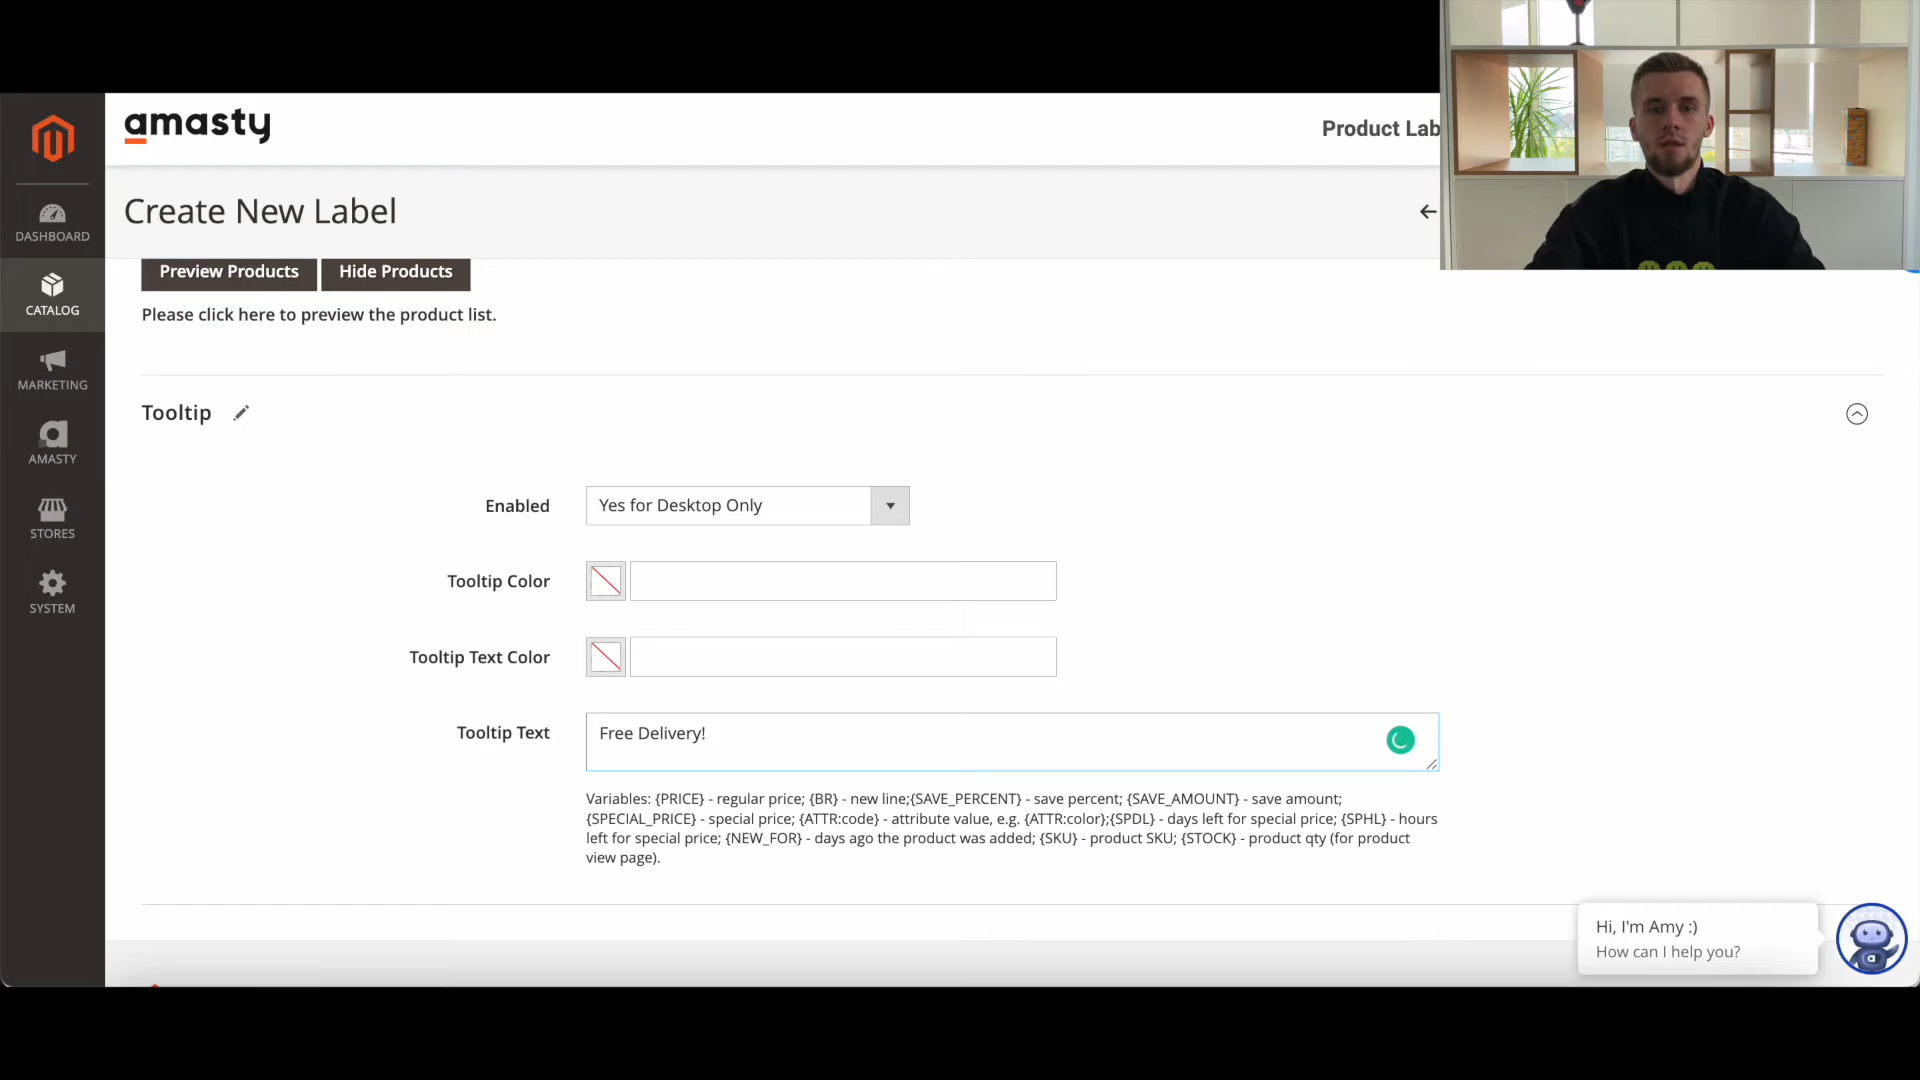 amasty
Product Lab
Create New Label
DASHBOARD
CATALOG
MARKETING
AMASTY
STORES
SYSTEM
Preview Products
Hide Products
Please click here to preview the product list.
Tooltip
Enabled
Yes for Desktop Only
Tooltip Color
Tooltip Text Color
Tooltip Text
Free Delivery!
Variables: {PRICE} - regular price; {BR} - new line;{SAVE_PERCENT} - save percent; {SAVE_AMOUNT} - save amount;
{SPECIAL_PRICE} - special price; {ATTR:code} - attribute value, e.g. {ATTR:color};{SPDL} - days left for special price; {SPHL} - hours
left for special price; {NEW_FOR} - days ago the product was added; {SKU} - product SKU; {STOCK} - product qty (for product
view page).
Hi, I'm Amy :)
How can I help you?